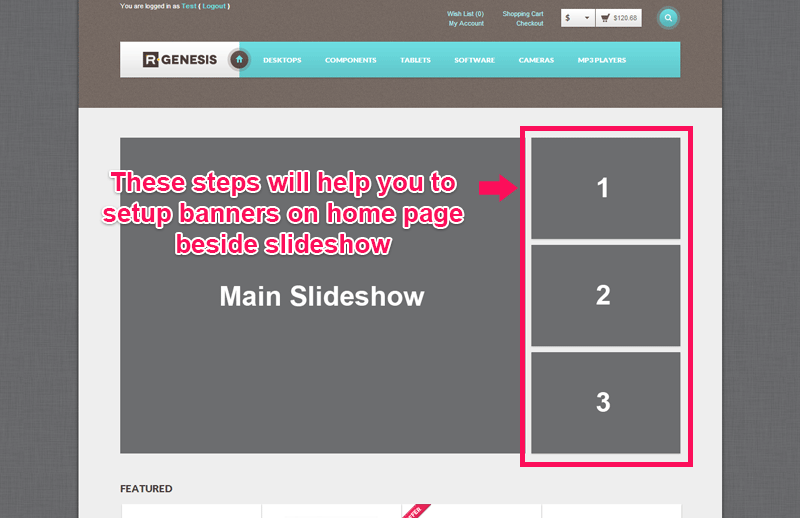 You are logged in as Test ( Logout )
Wish List (0) Shopping Cart $ $120.68
My Account Checkout
R GENESIS DESKTOPS COMPONENTS TABLETS SOFTWARE CAMERAS MP3 PLAYERS
These steps will help you to
setup banners on home page
beside slideshow
Main Slideshow
1
2
3
FEATURED